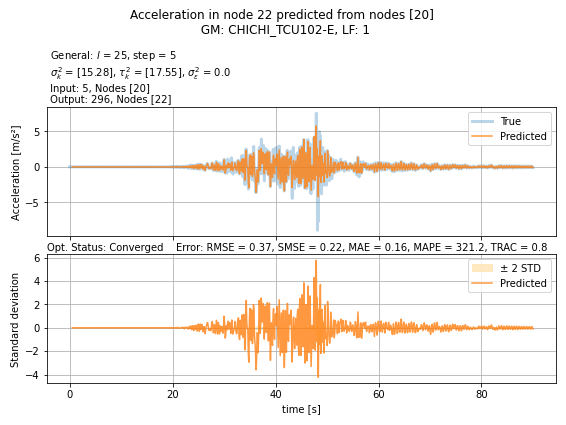 Acceleration in node 22 predicted from nodes [20]
GM: CHICHI_TCU102-E, LF: 1
General: l = 25, step = 5
σ²ₖ = [15.28], τ²ₖ = [17.55], σ²ε = 0.0
Input: 5, Nodes [20]
Output: 296, Nodes [22]
Acceleration [m/s²]
5
0
−5
True
Predicted
Opt. Status: Converged Error: RMSE = 0.37, SMSE = 0.22, MAE = 0.16, MAPE = 321.2, TRAC = 0.8
Standard deviation
6
4
2
0
−2
−4
± 2 STD
Predicted
0 20 40 60 80
time [s]